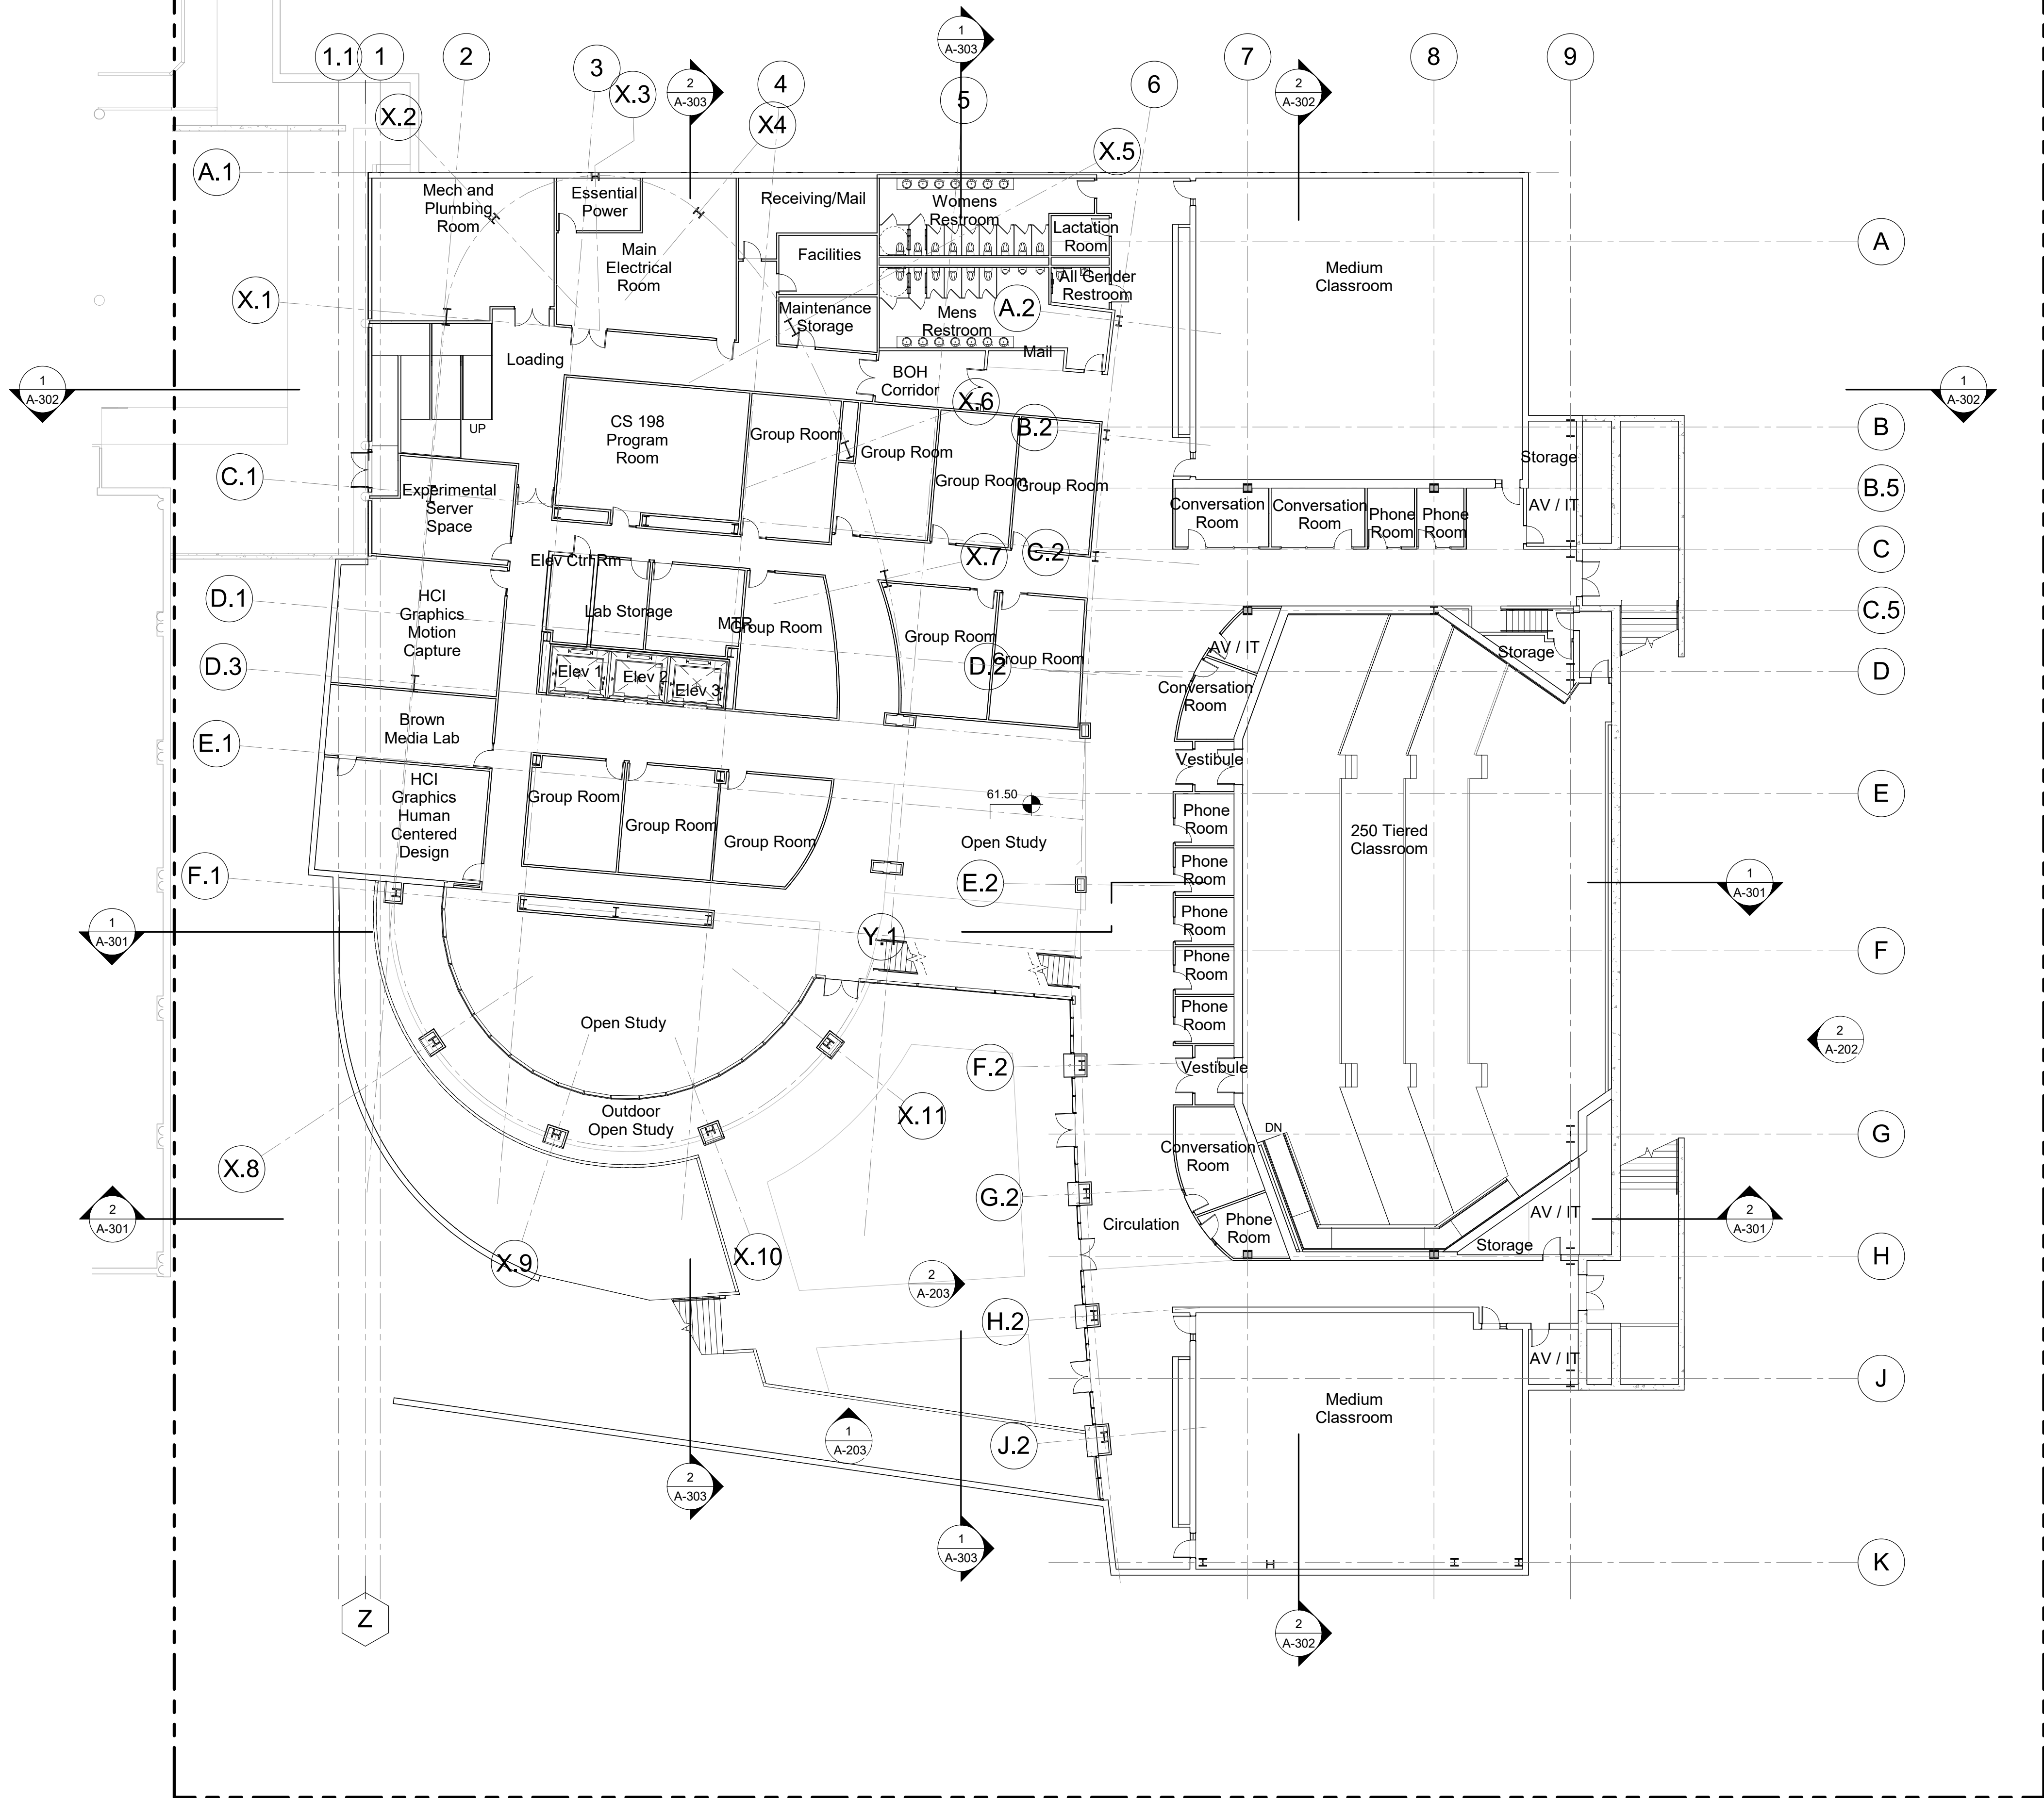 1
A-303
1.1
1
2
3
4
5
6
7
8
9
X.2
X.3
2
A-303
X4
2
A-302
X.5
A.1
Mech and
Plumbing
Room
Essential
Power
Receiving/Mail
Womens
Restroom
Lactation
Room
A
Main
Electrical
Room
Facilities
Medium
Classroom
X.1
All Gender
Restroom
A.2
Maintenance
Storage
Mens
Restroom
Mail
Loading
BOH
Corridor
1
A-302
1
A-302
X.6
UP
CS 198
Program
Room
Group Room
Group Room
B.2
B
Storage
C.1
Experimental
Server
Space
Group Room
Group Room
B.5
Conversation
Room
Conversation
Room
Phone
Room
Phone
Room
AV / IT
Elev Ctrl Rm
X.7
C.2
C
D.1
HCI
Graphics
Motion
Capture
Lab Storage
MTR
Group Room
Group Room
C.5
AV / IT
Storage
D.3
Elev 1
Elev 2
Elev 3
D.2
Group Room
D
Conversation
Room
Brown
Media Lab
E.1
Vestibule
HCI
Graphics
Human
Centered
Design
Group Room
Group Room
Group Room
61.50
E
Open Study
Phone
Room
250 Tiered
Classroom
F.1
E.2
Phone
Room
1
A-301
1
A-301
Y.1
Phone
Room
F
Phone
Room
Open Study
Phone
Room
2
A-202
F.2
Vestibule
Outdoor
Open Study
X.11
DN
G
X.8
Conversation
Room
G.2
2
A-301
Circulation
Phone
Room
AV / IT
2
A-301
Storage
H
X.9
X.10
2
A-203
H.2
AV / IT
J
Medium
Classroom
1
A-203
J.2
2
A-303
1
A-303
K
Z
2
A-302